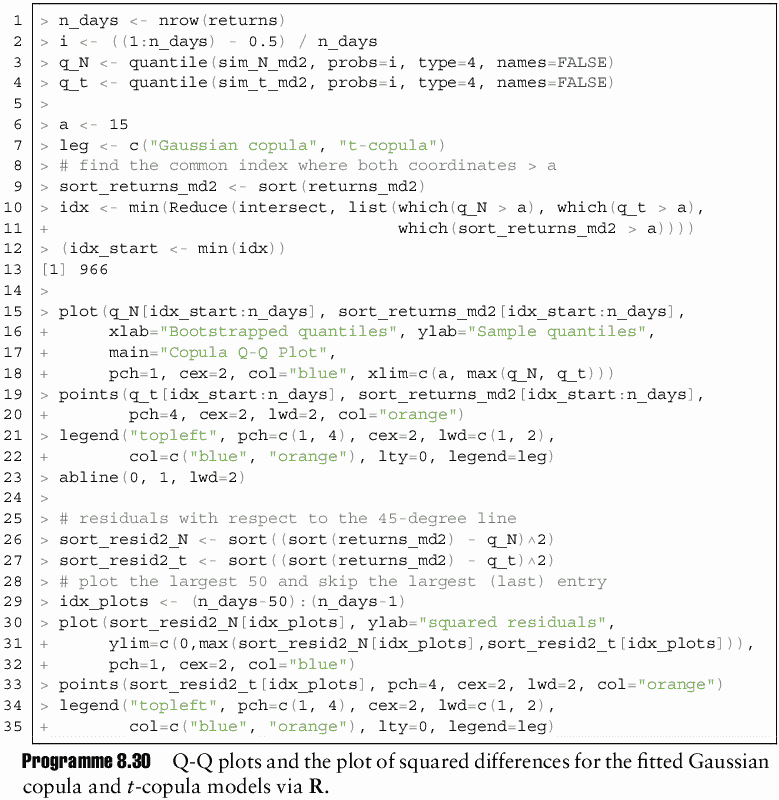 1 > n_days <- nrow(returns)
2 > i <- ((1:n_days) - 0.5) / n_days
3 > q_N <- quantile(sim_N_md2, probs=i, type=4, names=FALSE)
4 > q_t <- quantile(sim_t_md2, probs=i, type=4, names=FALSE)
5 >
6 > a <- 15
7 > leg <- c("Gaussian copula", "t-copula")
8 > # find the common index where both coordinates > a
9 > sort_returns_md2 <- sort(returns_md2)
10 > idx <- min(Reduce(intersect, list(which(q_N > a), which(q_t > a),
11 + which(sort_returns_md2 > a))))
12 > (idx_start <- min(idx))
13 [1] 966
14 >
15 > plot(q_N[idx_start:n_days], sort_returns_md2[idx_start:n_days],
16 + xlab="Bootstrapped quantiles", ylab="Sample quantiles",
17 + main="Copula Q-Q Plot",
18 + pch=1, cex=2, col="blue", xlim=c(a, max(q_N, q_t)))
19 > points(q_t[idx_start:n_days], sort_returns_md2[idx_start:n_days],
20 + pch=4, cex=2, lwd=2, col="orange")
21 > legend("topleft", pch=c(1, 4), cex=2, lwd=c(1, 2),
22 + col=c("blue", "orange"), lty=0, legend=leg)
23 > abline(0, 1, lwd=2)
24 >
25 > # residuals with respect to the 45-degree line
26 > sort_resid2_N <- sort((sort(returns_md2) - q_N)^2)
27 > sort_resid2_t <- sort((sort(returns_md2) - q_t)^2)
28 > # plot the largest 50 and skip the largest (last) entry
29 > idx_plots <- (n_days-50):(n_days-1)
30 > plot(sort_resid2_N[idx_plots], ylab="squared residuals",
31 + ylim=c(0,max(sort_resid2_N[idx_plots],sort_resid2_t[idx_plots])),
32 + pch=1, cex=2, col="blue")
33 > points(sort_resid2_t[idx_plots], pch=4, cex=2, lwd=2, col="orange")
34 > legend("topleft", pch=c(1, 4), cex=2, lwd=c(1, 2),
35 + col=c("blue", "orange"), lty=0, legend=leg)
Programme 8.30 Q-Q plots and the plot of squared differences for the fitted Gaussian
copula and t-copula models via R.